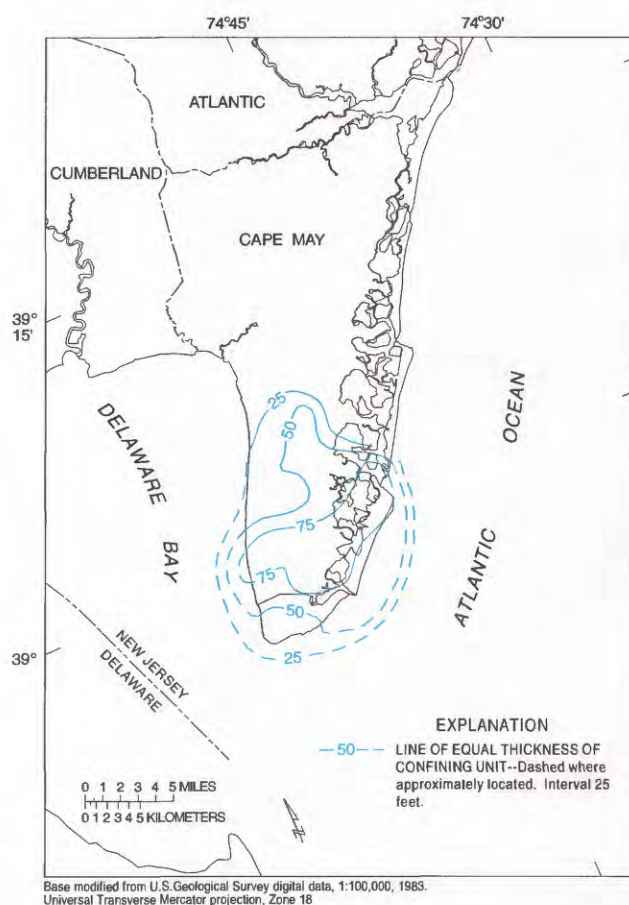 74°45' 74°30'
ATLANTIC
CUMBERLAND
CAPE MAY
39°
15'
25
50
DELAWARE
BAY
OCEAN
ATLANTIC
75
75
50
25
39°
NEW JERSEY
DELAWARE
EXPLANATION
50 LINE OF EQUAL THICKNESS OF
CONFINING UNIT--Dashed where
approximately located. Interval 25
feet.
0 1 2 3 4 5 MILES
0 1 2 3 4 5 KILOMETERS
N
Base modified from U.S.Geological Survey digital data, 1:100,000, 1983.
Universal Transverse Mercator projection, Zone 18